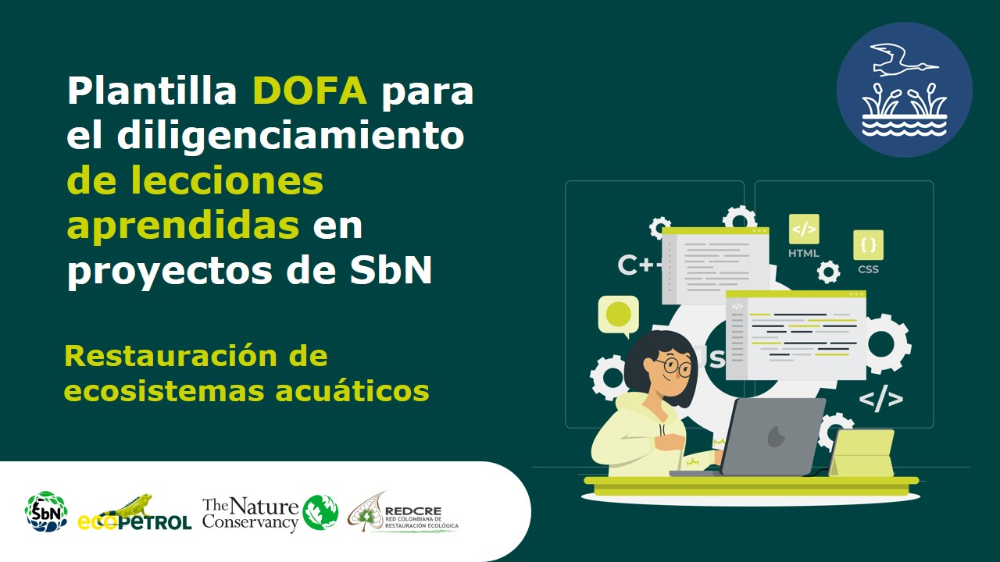 Plantilla DOFA para
el diligenciamiento
de lecciones
aprendidas en
proyectos de SbN
Restauración de
ecosistemas acuáticos
</>
HTML
{ }
CSS
C++
</>
Js
</>
SbN
ecoPETROL
The Nature
Conservancy
REDCRE
RED COLOMBIANA DE
RESTAURACIÓN ECOLÓGICA